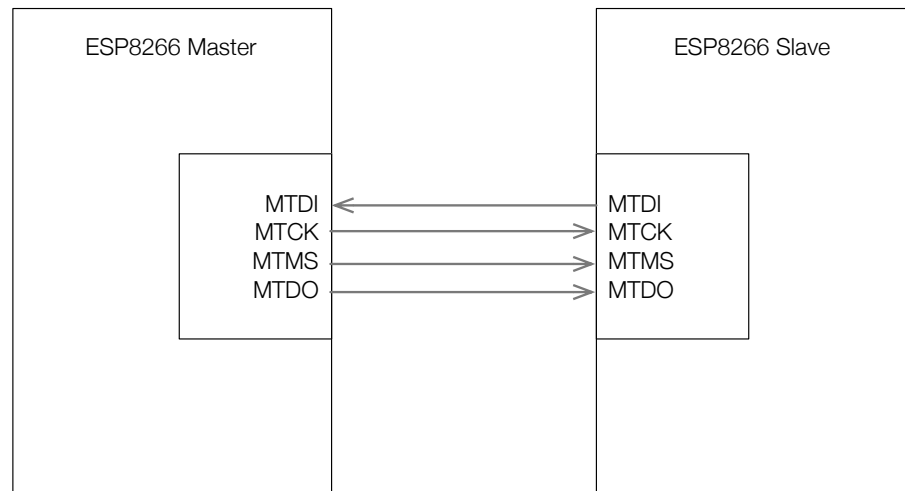 ESP8266 Master
ESP8266 Slave
MTDI
MTCK
MTMS
MTDO
MTDI
MTCK
MTMS
MTDO